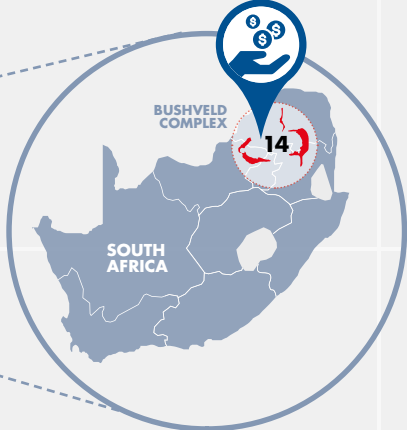 $
$
$
BUSHVELD
COMPLEX
14
SOUTH
AFRICA